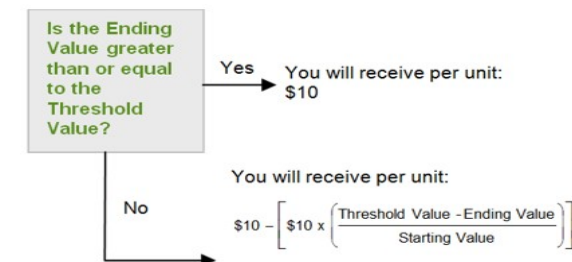 Is the Ending
Value greater
than or equal
to the
Threshold
Value?
Yes
You will receive per unit:
$10
No
You will receive per unit:
$10 – [ $10 x ( Threshold Value - Ending Value
Starting Value ) ]